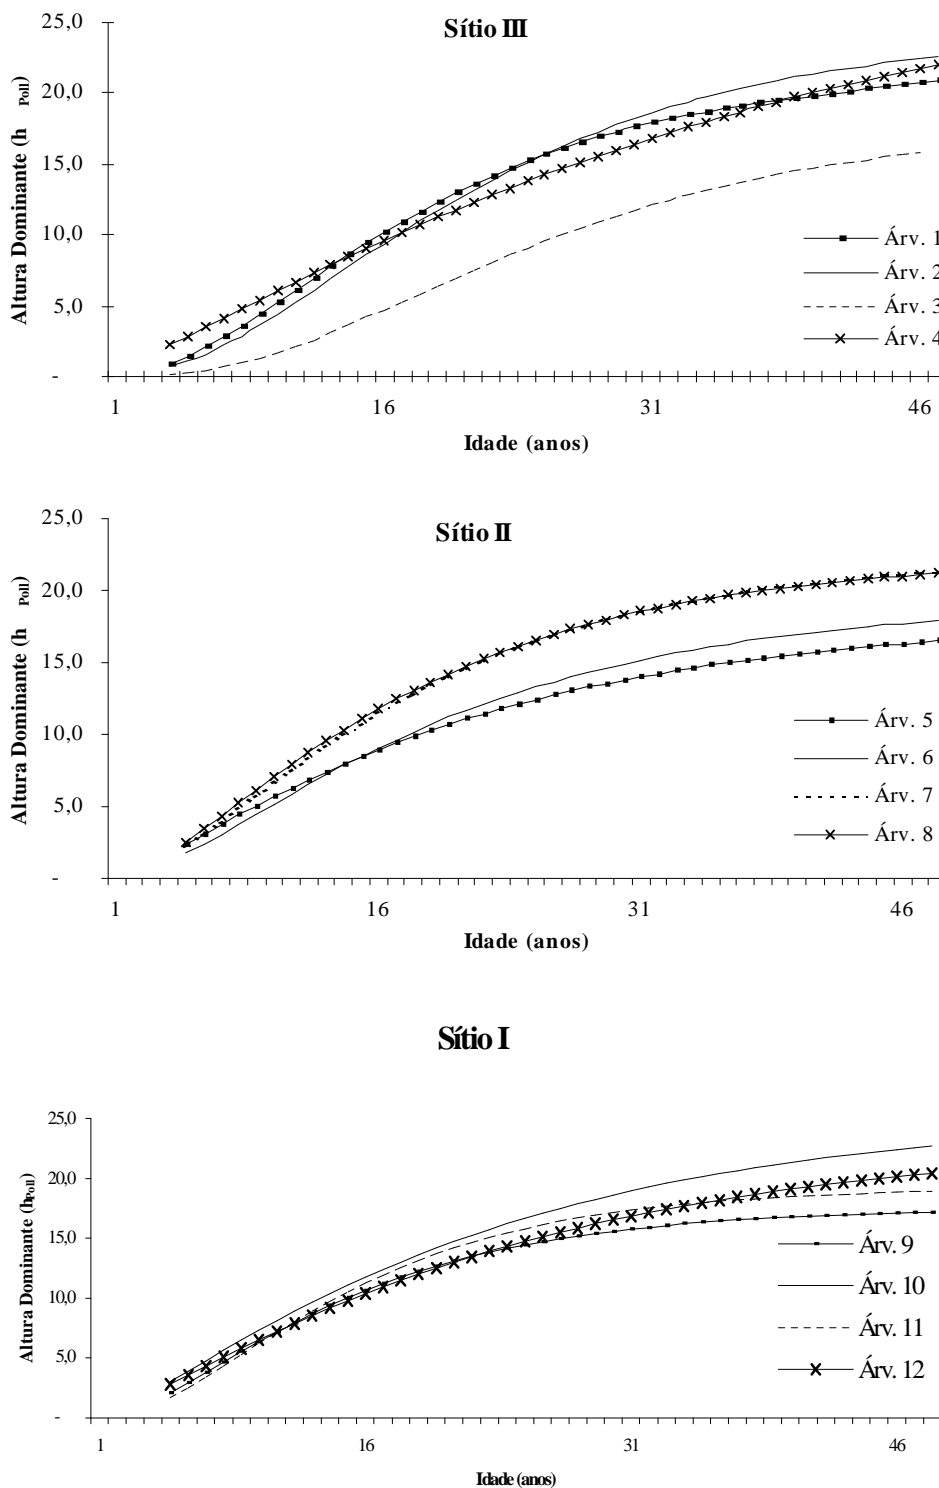 Sítio III
25,0
20,0
15,0
10,0
5,0
-
Altura Dominante (h Poll)
1 16 31 46
Idade (anos)
Árv. 1
Árv. 2
Árv. 3
Árv. 4
Sítio II
25,0
20,0
15,0
10,0
5,0
-
Altura Dominante (h Poll)
1 16 31 46
Idade (anos)
Árv. 5
Árv. 6
Árv. 7
Árv. 8
Sítio I
25,0
20,0
15,0
10,0
5,0
-
Altura Dominante (hPoll)
1 16 31 46
Idade (anos)
Árv. 9
Árv. 10
Árv. 11
Árv. 12